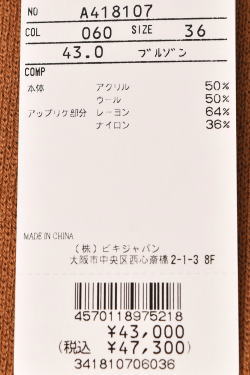 NO A418107
COL 060 SIZE 36
43.0 ブルゾン
COMP
本体 アクリル 50%
ウール 50%
アップリケ部分 レーヨン 64%
ナイロン 36%
MADE IN CHINA
(株)ビキジャパン
大阪市中央区西心斎橋2-1-3 8F
4570118975218
¥43,000
(税込 ¥47,300)
341810706036